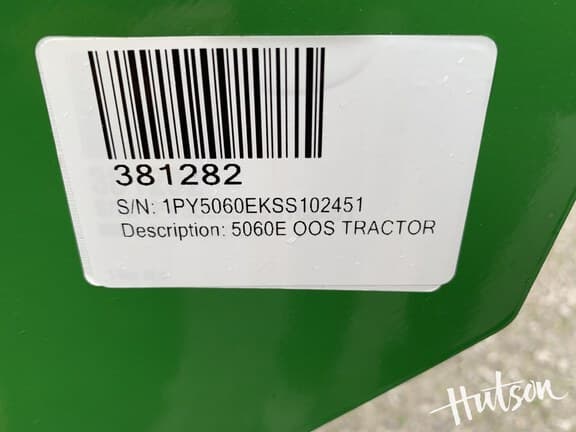 381282
S/N: 1PY5060EKSS102451
Description: 5060E OOS TRACTOR
Hutson